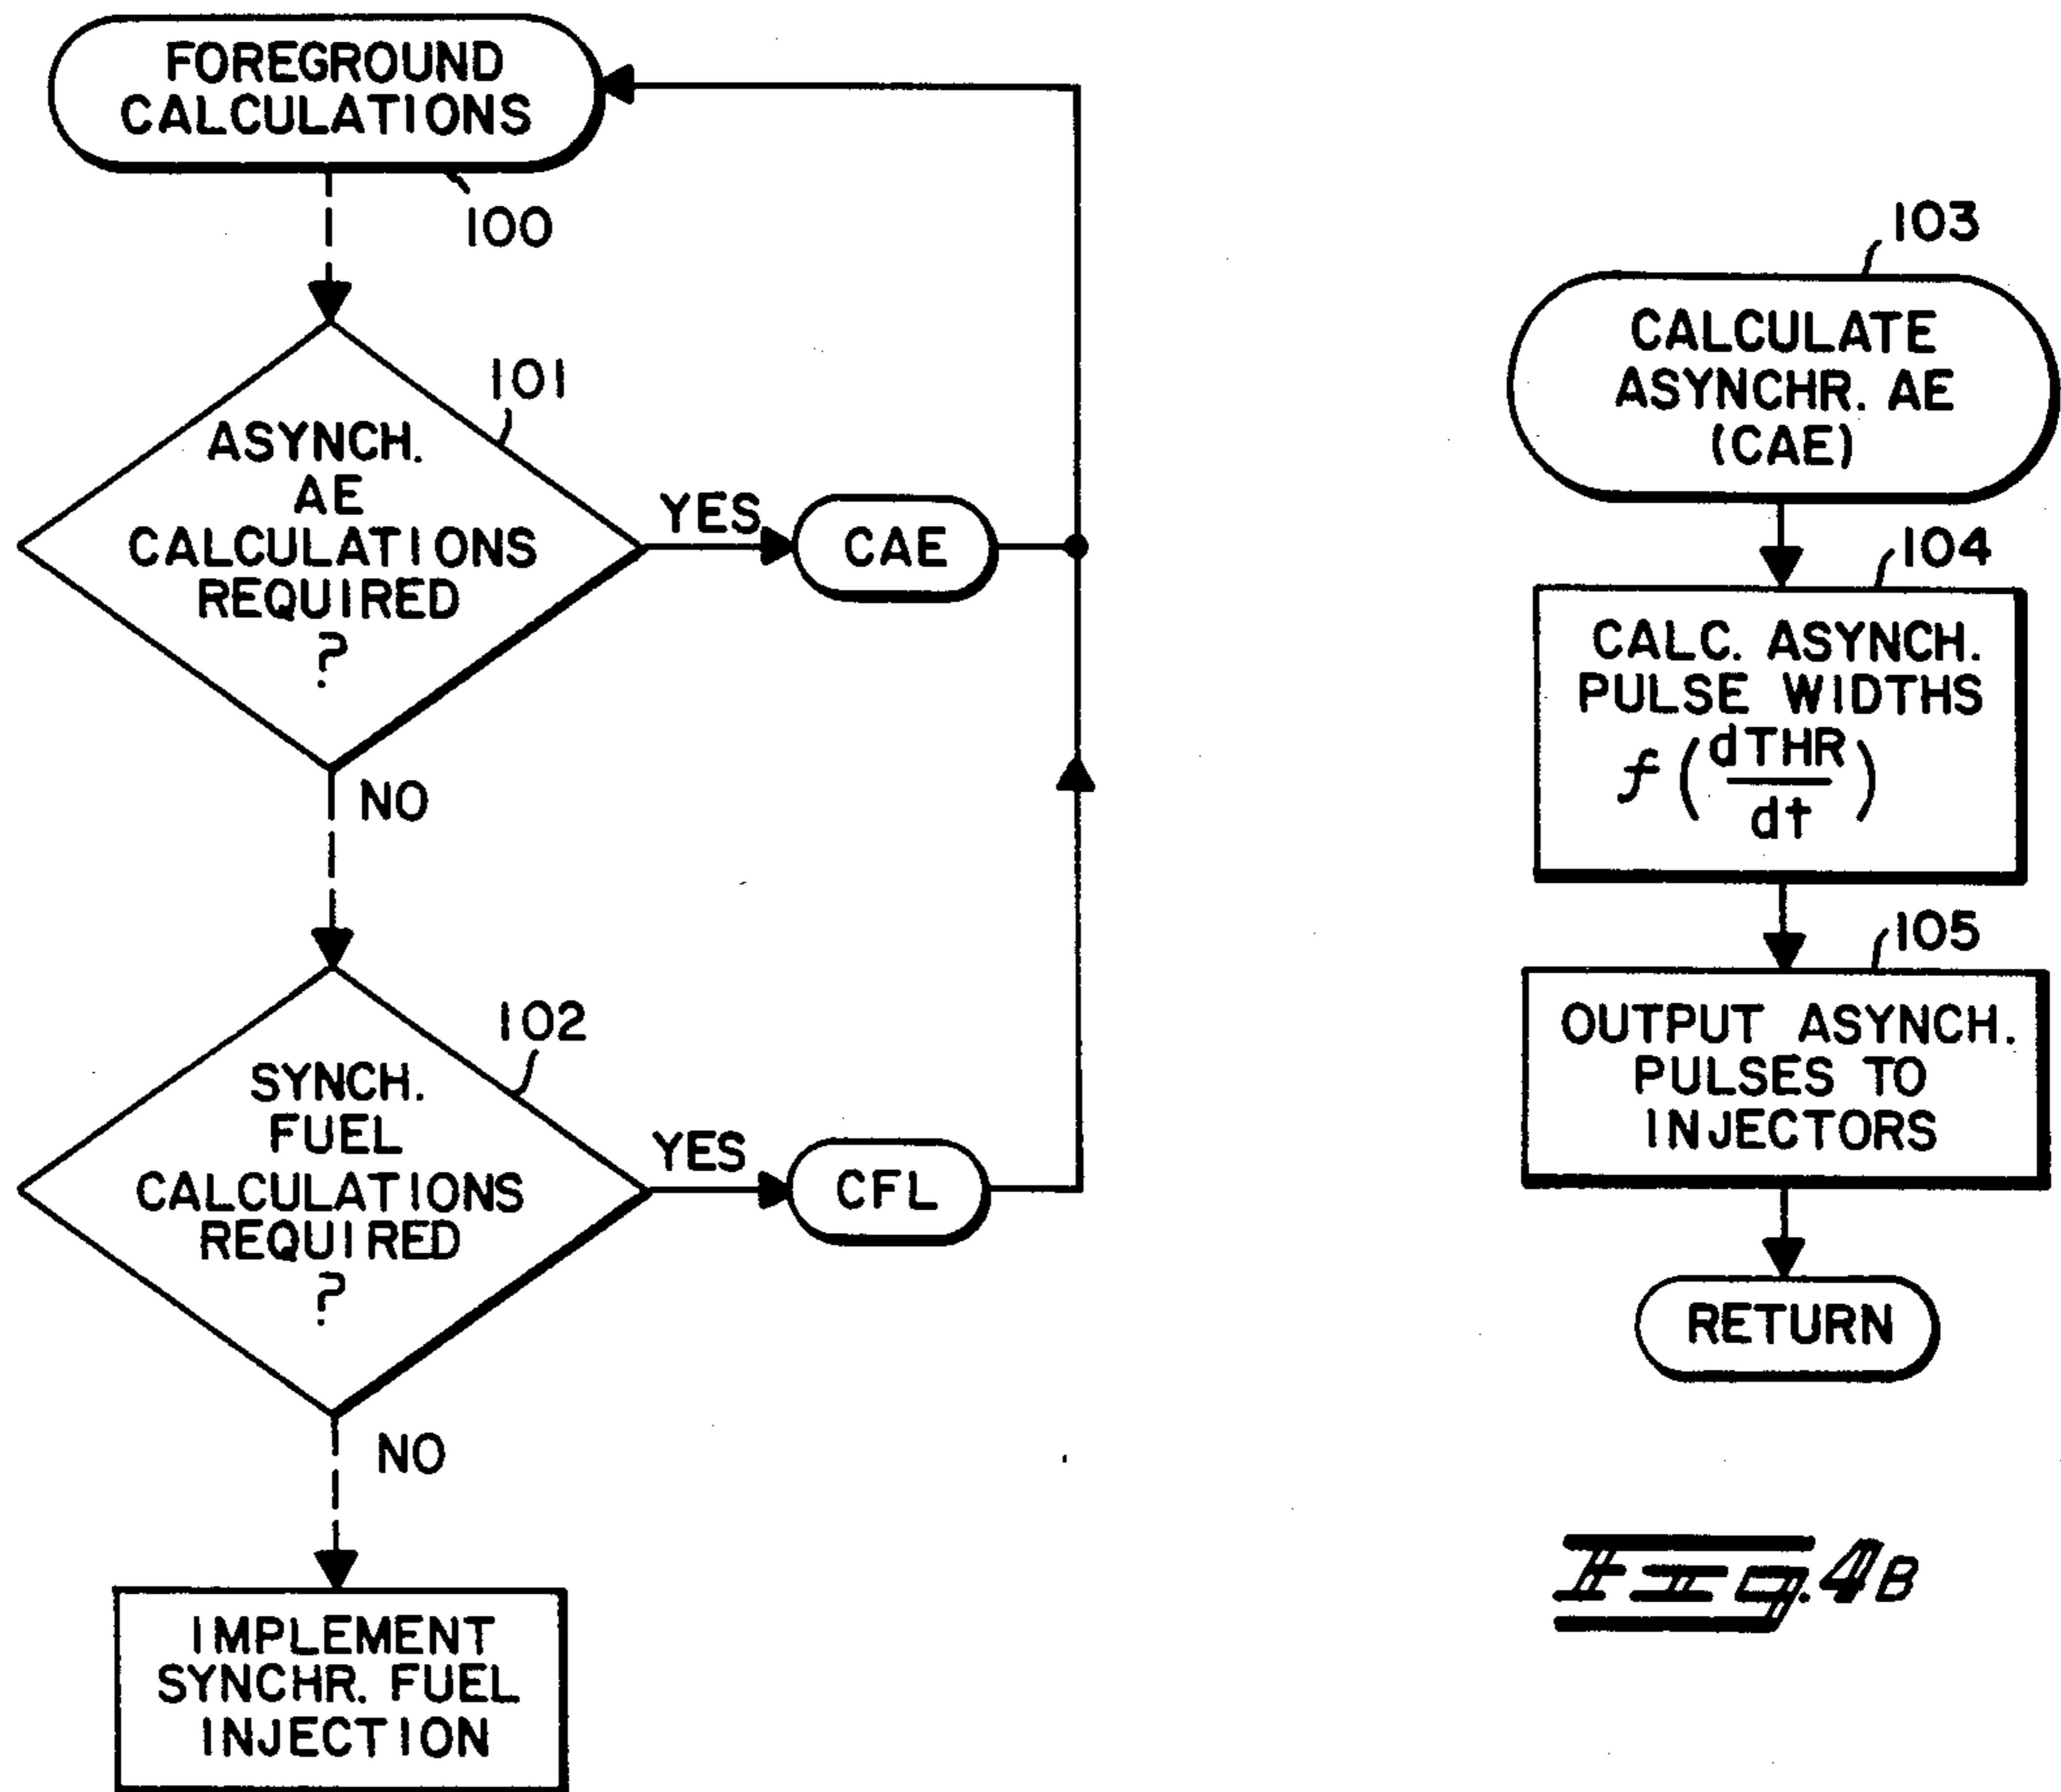 FOREGROUND
CALCULATIONS
100
101
ASYNCH.
AE
CALCULATIONS
REQUIRED
?
YES
CAE
NO
102
SYNCH.
FUEL
CALCULATIONS
REQUIRED
?
YES
CFL
NO
IMPLEMENT
SYNCHR. FUEL
INJECTION
103
CALCULATE
ASYNCHR. AE
(CAE)
104
CALC. ASYNCH.
PULSE WIDTHS
f (dTHR/dt)
105
OUTPUT ASYNCH.
PULSES TO
INJECTORS
RETURN
Fig. 4B